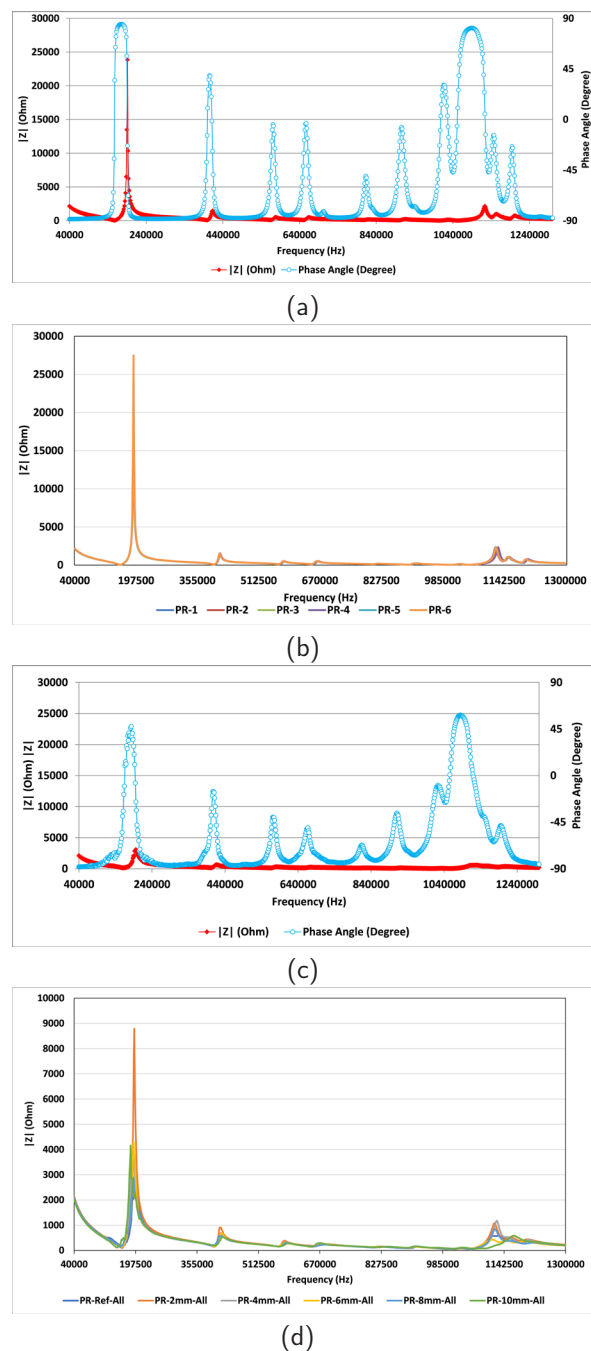 30000
25000
20000
15000
10000
5000
0
|Z| (Ohm)
90
45
0
-45
-90
Phase Angle (Degree)
40000 240000 440000 640000 840000 1040000 1240000
Frequency (Hz)
|Z| (Ohm) Phase Angle (Degree)
(a)
30000
25000
20000
15000
10000
5000
0
|Z| (Ohm)
40000 197500 355000 512500 670000 827500 985000 1142500 1300000
Frequency (Hz)
PR-1 PR-2 PR-3 PR-4 PR-5 PR-6
(b)
30000
25000
20000
15000
10000
5000
0
|Z| (Ohm) |Z|
90
45
0
-45
-90
Phase Angle (Degree)
40000 240000 440000 640000 840000 1040000 1240000
Frequency (Hz)
|Z| (Ohm) Phase Angle (Degree)
(c)
10000
9000
8000
7000
6000
5000
4000
3000
2000
1000
0
|Z| (Ohm)
40000 197500 355000 512500 670000 827500 985000 1142500 1300000
Frequency (Hz)
PR-Ref-All PR-2mm-All PR-4mm-All PR-6mm-All PR-8mm-All PR-10mm-All
(d)